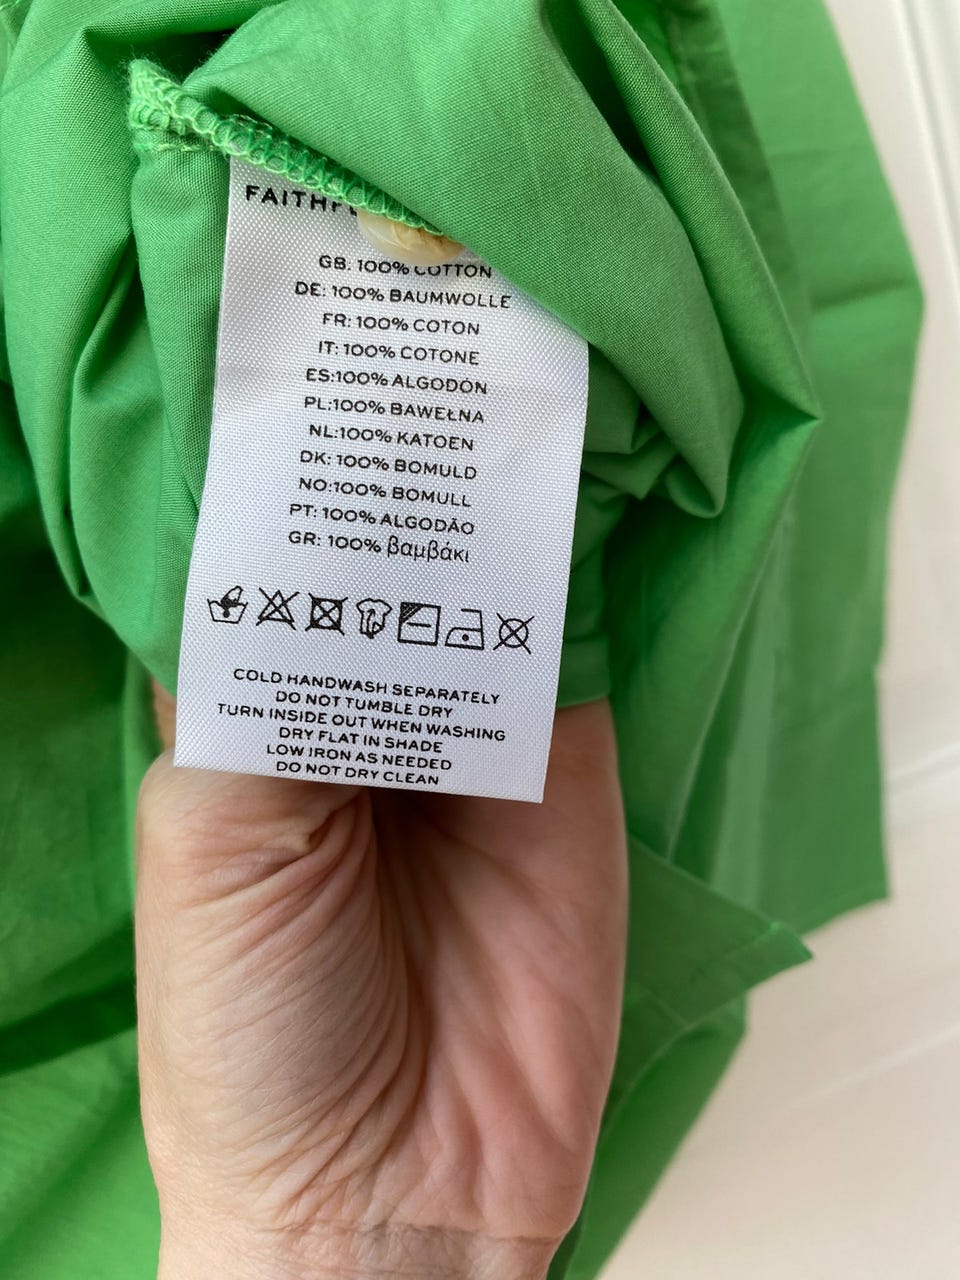 GB. 100% COTTON
DE: 100% BAUMWOLLE
FR: 100% COTON
IT: 100% COTONE
ES:100% ALGODÓN
PL:100% BAWEŁNA
NL:100% KATOEN
DK: 100% BOMULD
NO:100% BOMULL
PT: 100% ALGODÃO
GR: 100% βαμβάκι
COLD HANDWASH SEPARATELY
DO NOT TUMBLE DRY
TURN INSIDE OUT WHEN WASHING
DRY FLAT IN SHADE
LOW IRON AS NEEDED
DO NOT DRY CLEAN